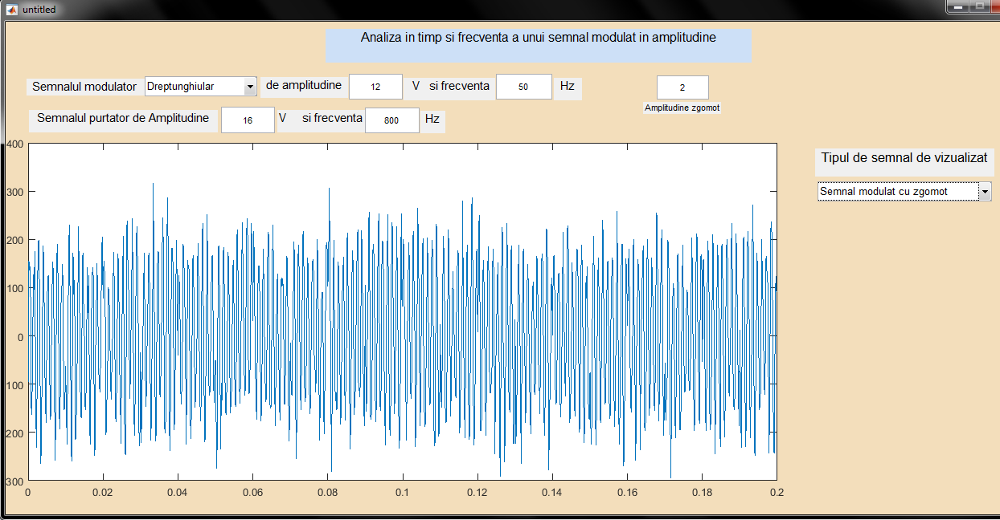 untitled
Analiza in timp si frecventa a unui semnal modulat in amplitudine
Semnalul modulator Dreptunghiular de amplitudine 12 V si frecventa 50 Hz 2
Amplitudine zgomot
Semnalul purtator de Amplitudine 16 V si frecventa 800 Hz
Tipul de semnal de vizualizat
Semnal modulat cu zgomot
400
300
200
100
0
100
200
300
0 0.02 0.04 0.06 0.08 0.1 0.12 0.14 0.16 0.18 0.2